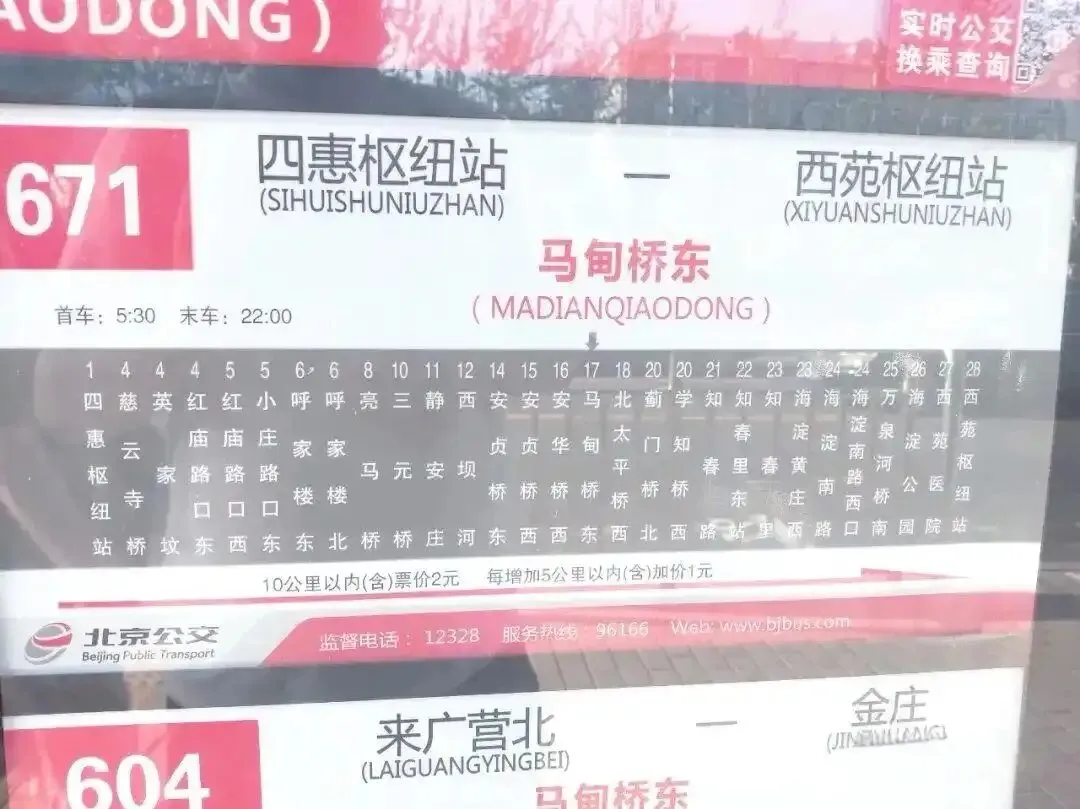 AODONG)
实时公交
换乘查询
671
四惠枢纽站 — 西苑枢纽站
(SIHUISHUNIUZHAN) (XIYUANSHUNIUZHAN)
马甸桥东
(MADIANQIAODONG)
首车: 5:30 末车: 22:00
1 四惠枢纽站
4 慈云寺桥
4 英家坟
4 红庙路口东
5 红庙路口西
5 小庄路口东
6 呼家楼东
6 呼家楼北
8 亮马桥
10 三元桥
11 静安庄
12 西坝河
14 安贞桥东
15 安贞桥西
16 安华桥西
17 马甸桥东
18 北太平桥西
20 蓟门桥北
20 学知桥西
21 知春路
22 知春里东站
23 知春里
23 海淀黄庄西
24 海淀南路
24 海淀南路西口
25 万泉河桥南
26 海淀公园
27 西苑医院
28 西苑枢纽站
10公里以内(含)票价2元 每增加5公里以内(含)加价1元
北京公交
Beijing Public Transport
监督电话: 12328 服务热线: 96166 Web: www.bjbus.com
604
来广营北 — 金庄
(LAIGUANGYINGBEI)
马甸桥东